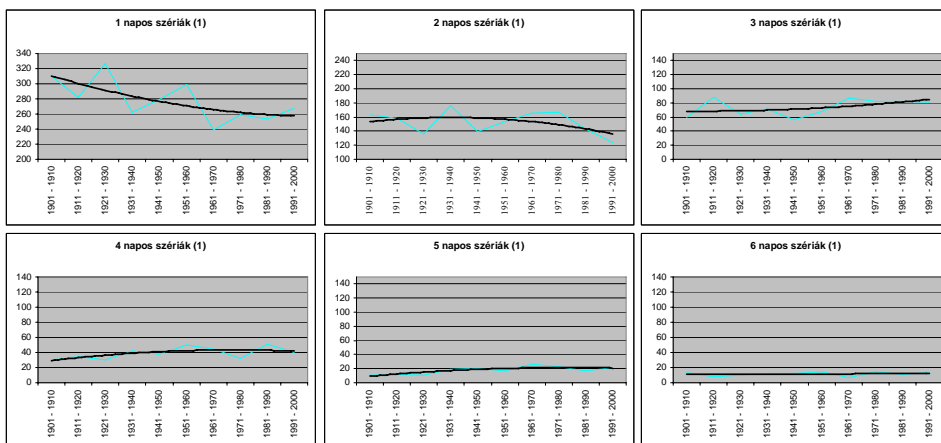 1 napos szériák (1)
340
320
300
280
260
240
220
200
1901 - 1910
1911 - 1920
1921 - 1930
1931 - 1940
1941 - 1950
1951 - 1960
1961 - 1970
1971 - 1980
1981 - 1990
1991 - 2000
2 napos szériák (1)
240
220
200
180
160
140
120
100
1901 - 1910
1911 - 1920
1921 - 1930
1931 - 1940
1941 - 1950
1951 - 1960
1961 - 1970
1971 - 1980
1981 - 1990
1991 - 2000
3 napos szériák (1)
140
120
100
80
60
40
20
0
1901 - 1910
1911 - 1920
1921 - 1930
1931 - 1940
1941 - 1950
1951 - 1960
1961 - 1970
1971 - 1980
1981 - 1990
1991 - 2000
4 napos szériák (1)
140
120
100
80
60
40
20
0
1901 - 1910
1911 - 1920
1921 - 1930
1931 - 1940
1941 - 1950
1951 - 1960
1961 - 1970
1971 - 1980
1981 - 1990
1991 - 2000
5 napos szériák (1)
140
120
100
80
60
40
20
0
1901 - 1910
1911 - 1920
1921 - 1930
1931 - 1940
1941 - 1950
1951 - 1960
1961 - 1970
1971 - 1980
1981 - 1990
1991 - 2000
6 napos szériák (1)
140
120
100
80
60
40
20
0
1901 - 1910
1911 - 1920
1921 - 1930
1931 - 1940
1941 - 1950
1951 - 1960
1961 - 1970
1971 - 1980
1981 - 1990
1991 - 2000